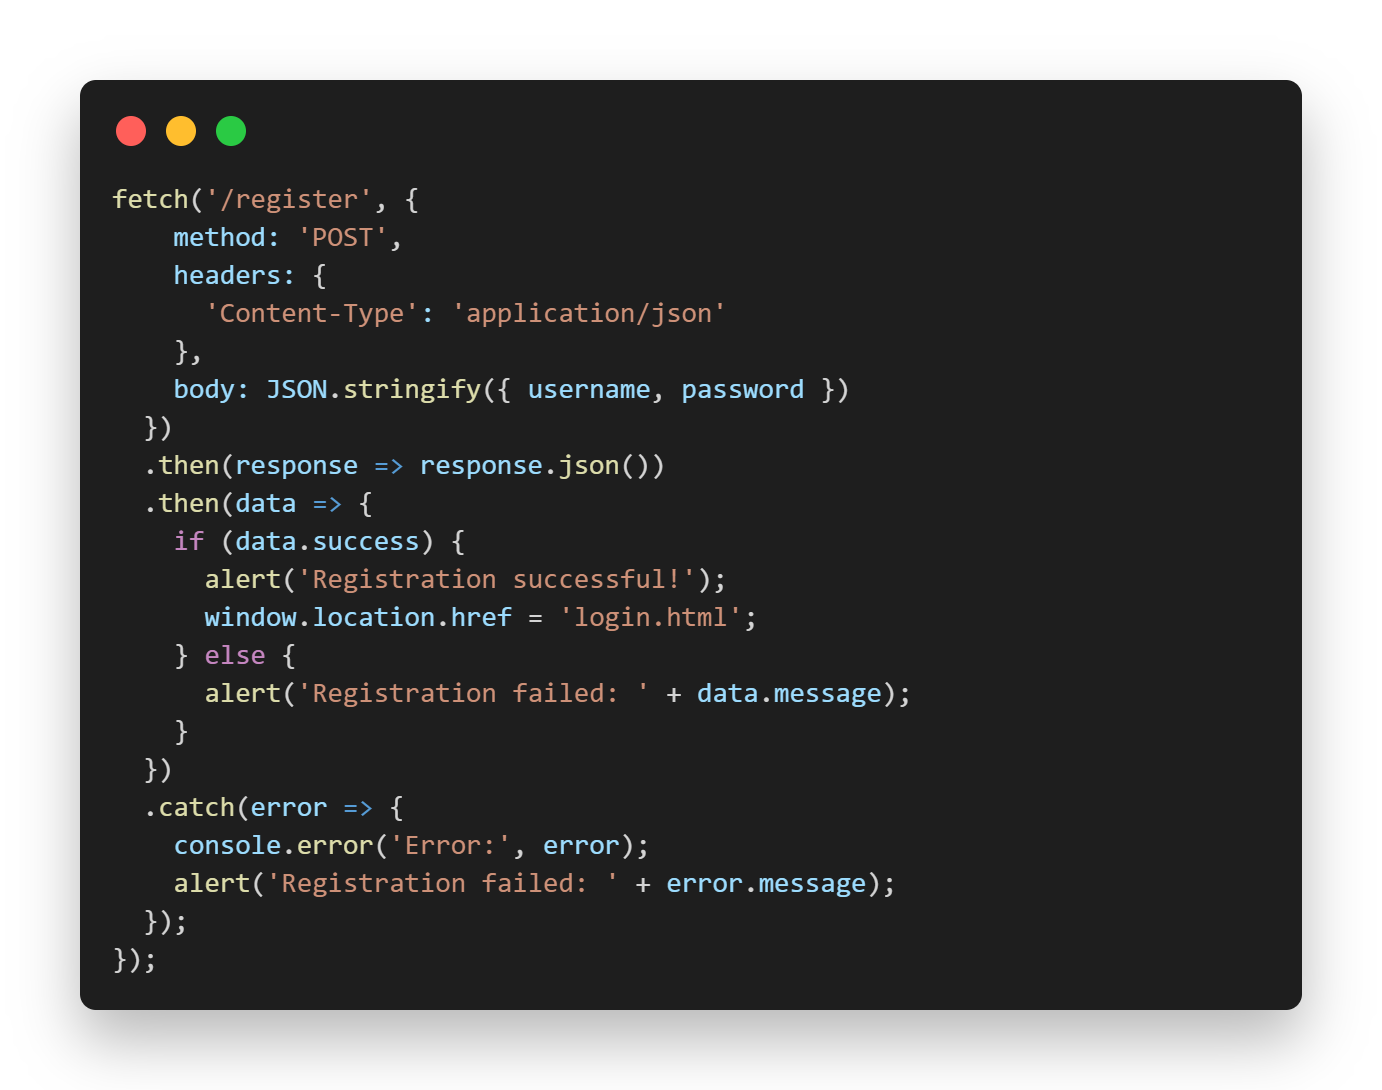 fetch('/register', {
    method: 'POST',
    headers: {
      'Content-Type': 'application/json'
    },
    body: JSON.stringify({ username, password })
  })
  .then(response => response.json())
  .then(data => {
    if (data.success) {
      alert('Registration successful!');
      window.location.href = 'login.html';
    } else {
      alert('Registration failed: ' + data.message);
    }
  })
  .catch(error => {
    console.error('Error:', error);
    alert('Registration failed: ' + error.message);
  });
});